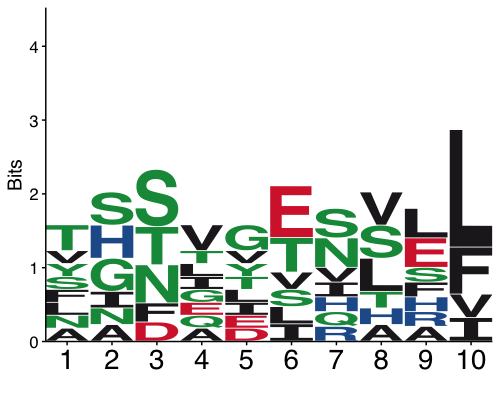 Bits
4
3
2
1
0
T V Y S F N A
S H G I N A
S T N F D
V T L I G E Q A
G V Y T L I E D
E T V S L I
S N V I H Q R
V S L T H A
L E S F H R A
L F V I
1 2 3 4 5 6 7 8 9 10